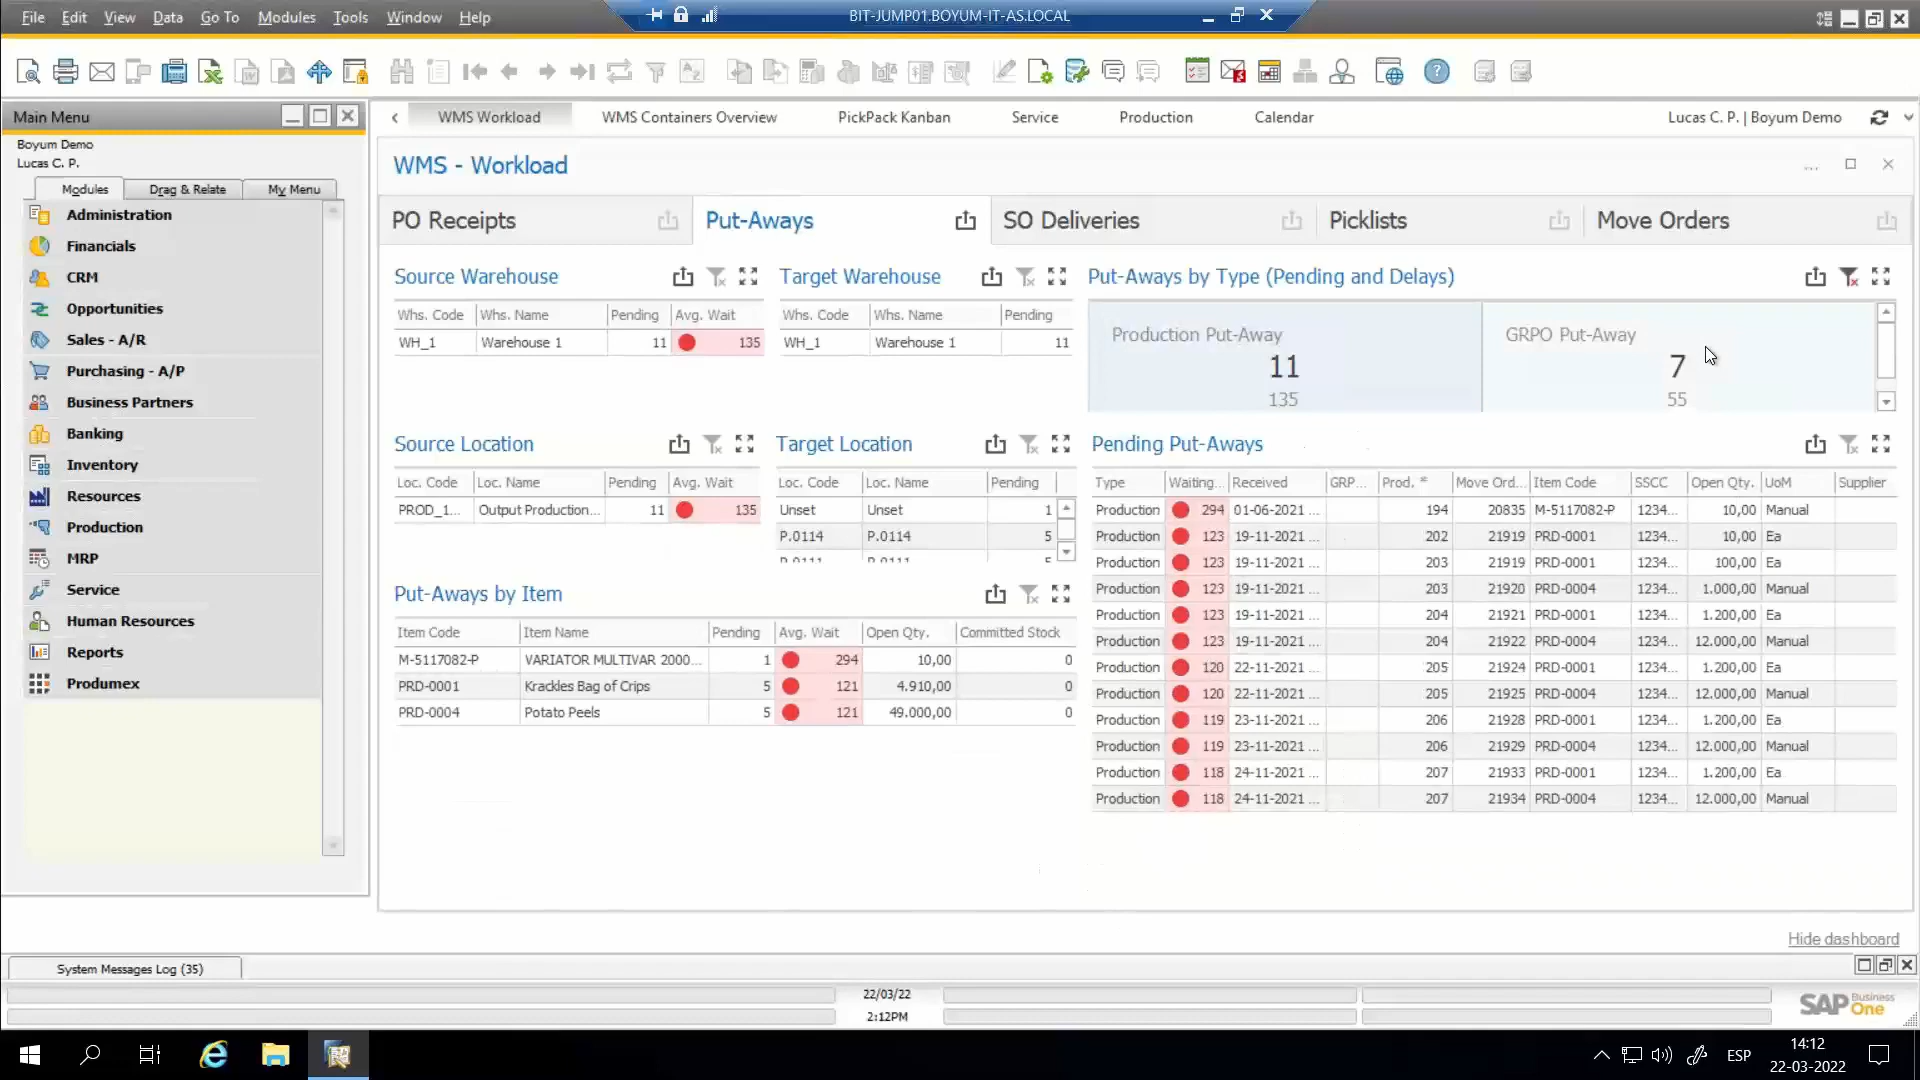 File Edit View Data Go To Modules Tools Window Help
BIT-JUMP01.BOYUM-IT-AS.LOCAL
Main Menu
Boyum Demo
Lucas C. P.
Modules Drag & Relate My Menu
Administration
Financials
CRM
Opportunities
Sales - A/R
Purchasing - A/P
Business Partners
Banking
Inventory
Resources
Production
MRP
Service
Human Resources
Reports
Produmex
WMS Workload WMS Containers Overview PickPack Kanban Service Production Calendar Lucas C. P. | Boyum Demo
WMS - Workload
PO Receipts Put-Aways SO Deliveries Picklists Move Orders
Source Warehouse
Whs. Code Whs. Name Pending Avg. Wait
WH_1 Warehouse 1 11 135
Target Warehouse
Whs. Code Whs. Name Pending
WH_1 Warehouse 1 11
Put-Aways by Type (Pending and Delays)
Production Put-Away
11
135
GRPO Put-Away
7
55
Source Location
Loc. Code Loc. Name Pending Avg. Wait
PROD_1... Output Production... 11 135
Target Location
Loc. Code Loc. Name Pending
Unset Unset 1
P.0114 P.0114 5
Put-Aways by Item
Item Code Item Name Pending Avg. Wait Open Qty. Committed Stock
M-5117082-P VARIATOR MULTIVAR 2000... 1 294 10,00 0
PRD-0001 Krackles Bag of Crips 5 121 4.910,00 0
PRD-0004 Potato Peels 5 121 49.000,00 0
Pending Put-Aways
Type Waiting... Received GRP... Prod. Move Ord... Item Code SSCC Open Qty. UoM Supplier
Production 294 01-06-2021 ... 194 20835 M-5117082-P 1234... 10,00 Manual
Production 123 19-11-2021 ... 202 21919 PRD-0001 1234... 10,00 Ea
Production 123 19-11-2021 ... 203 21919 PRD-0001 1234... 100,00 Ea
Production 123 19-11-2021 ... 203 21920 PRD-0004 1234... 1.000,00 Manual
Production 123 19-11-2021 ... 204 21921 PRD-0001 1234... 1.200,00 Ea
Production 123 19-11-2021 ... 204 21922 PRD-0004 1234... 12.000,00 Manual
Production 120 22-11-2021 ... 205 21924 PRD-0001 1234... 1.200,00 Ea
Production 120 22-11-2021 ... 205 21925 PRD-0004 1234... 12.000,00 Manual
Production 119 23-11-2021 ... 206 21928 PRD-0001 1234... 1.200,00 Ea
Production 119 23-11-2021 ... 206 21929 PRD-0004 1234... 12.000,00 Manual
Production 118 24-11-2021 ... 207 21933 PRD-0001 1234... 1.200,00 Ea
Production 118 24-11-2021 ... 207 21934 PRD-0004 1234... 12.000,00 Manual
Hide dashboard
System Messages Log (35)
22/03/22
2:12PM
SAP Business One
ESP
14:12
22-03-2022